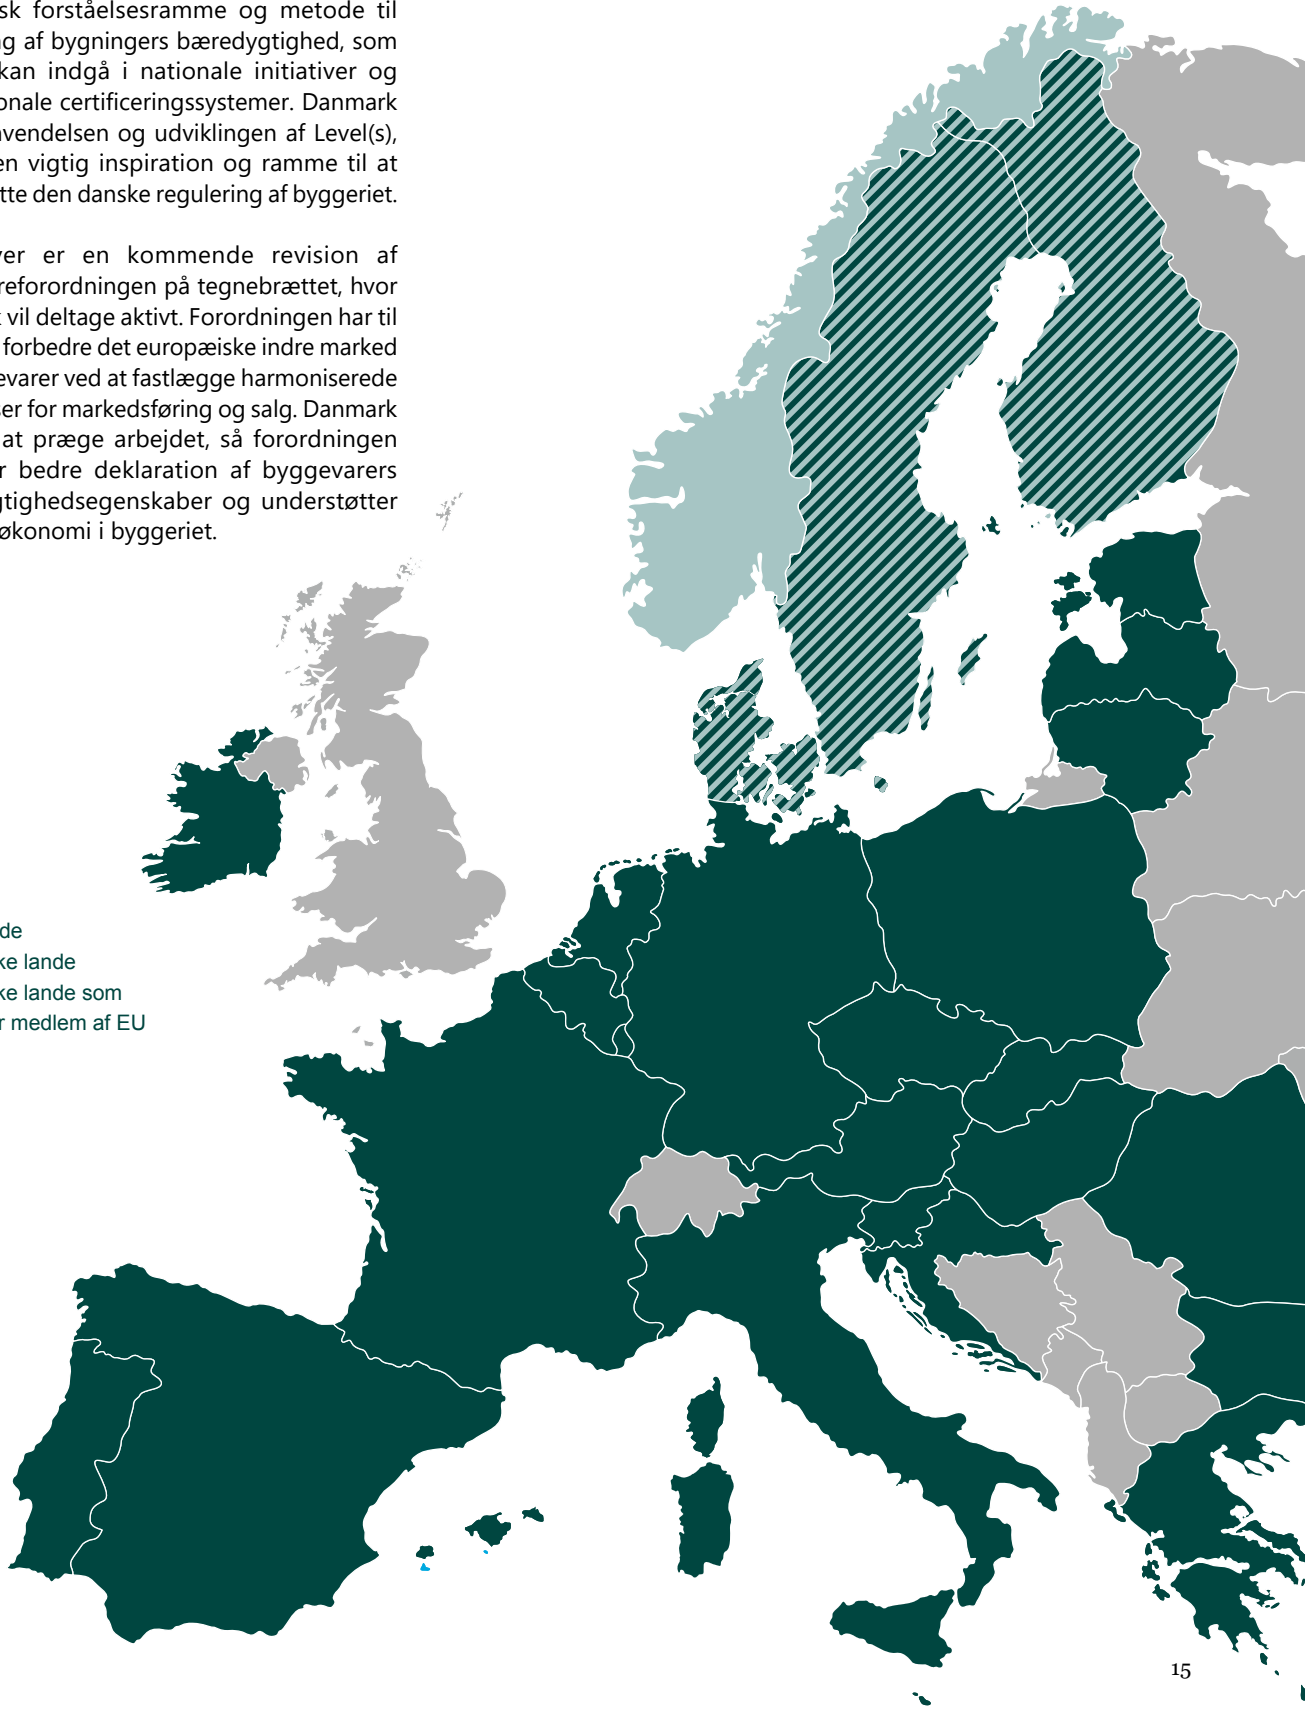 sk forståelsesramme og metode til
g af bygningers bæredygtighed, som
kan indgå i nationale initiativer og
onale certificeringssystemer. Danmark
vendelsen og udviklingen af Level(s),
en vigtig inspiration og ramme til at
tte den danske regulering af byggeriet.
ver er en kommende revision af
reforordningen på tegnebrættet, hvor
vil deltage aktivt. Forordningen har til
forbedre det europæiske indre marked
evarer ved at fastlægge harmoniserede
ser for markedsføring og salg. Danmark
at præge arbejdet, så forordningen
r bedre deklaration af byggevarers
gtighedsegenskaber og understøtter
økonomi i byggeriet.
de
ke lande
ke lande som
r medlem af EU
15